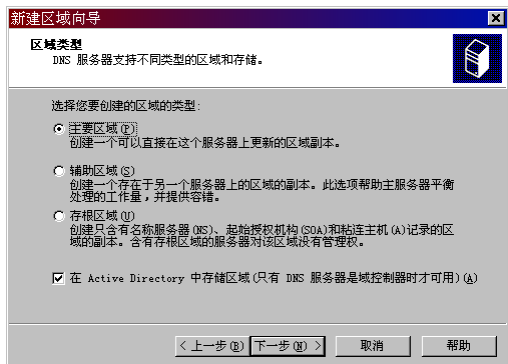 新建区域向导
区域类型
DNS 服务器支持不同类型的区域和存储。
选择您要创建的区域的类型:
主要区域(P)
创建一个可以直接在这个服务器上更新的区域副本。
辅助区域(S)
创建一个存在于另一个服务器上的区域的副本。此选项帮助主服务器平衡
处理的工作量，并提供容错。
存根区域(U)
创建只含有名称服务器(NS)、起始授权机构(SOA)和粘连主机(A)记录的区
域的副本。含有存根区域的服务器对该区域没有管理权。
在 Active Directory 中存储区域(只有 DNS 服务器是域控制器时才可用)(A)
< 上一步(B) 下一步(N) > 取消 帮助